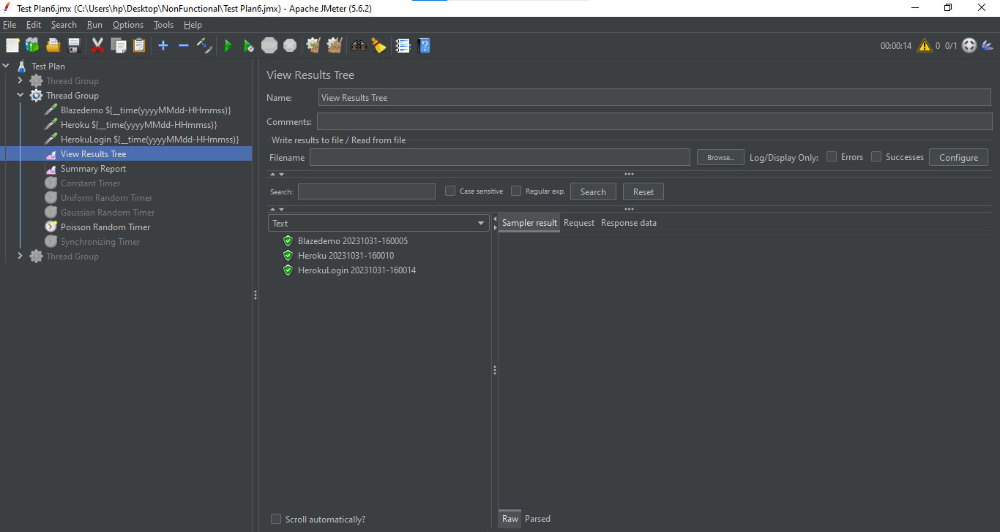 Test Plan6.jmx (C:\Users\hp\Desktop\NonFunctional\Test Plan6.jmx) - Apache JMeter (5.6.2)
File Edit Search Run Options Tools Help
STOP 00:00:14 0 0/1
Test Plan
Thread Group
Thread Group
Blazedemo ${__time(yyyyMMdd-HHmmss)}
Heroku ${__time(yyyyMMdd-HHmmss)}
HerokuLogin ${__time(yyyyMMdd-HHmmss)}
View Results Tree
Summary Report
Constant Timer
Uniform Random Timer
Gaussian Random Timer
Poisson Random Timer
Synchronizing Timer
Thread Group
View Results Tree
Name: View Results Tree
Comments:
Write results to file / Read from file
Filename Browse... Log/Display Only: Errors Successes Configure
Search: Case sensitive Regular exp. Search Reset
Text
Blazedemo 20231031-160005
Heroku 20231031-160010
HerokuLogin 20231031-160014
Scroll automatically?
Sampler result Request Response data
Raw Parsed